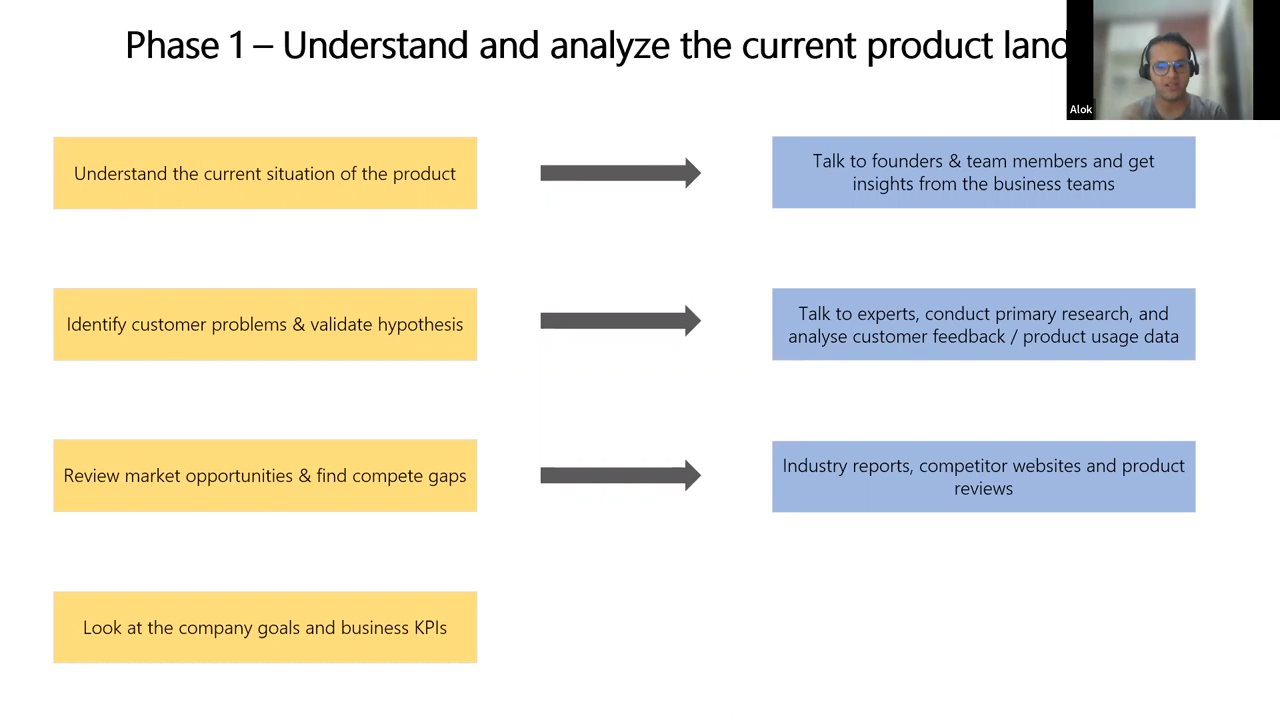 Phase 1 – Understand and analyze the current product land
Alok
Understand the current situation of the product
Talk to founders & team members and get
insights from the business teams
Identify customer problems & validate hypothesis
Talk to experts, conduct primary research, and
analyse customer feedback / product usage data
Review market opportunities & find compete gaps
Industry reports, competitor websites and product
reviews
Look at the company goals and business KPIs